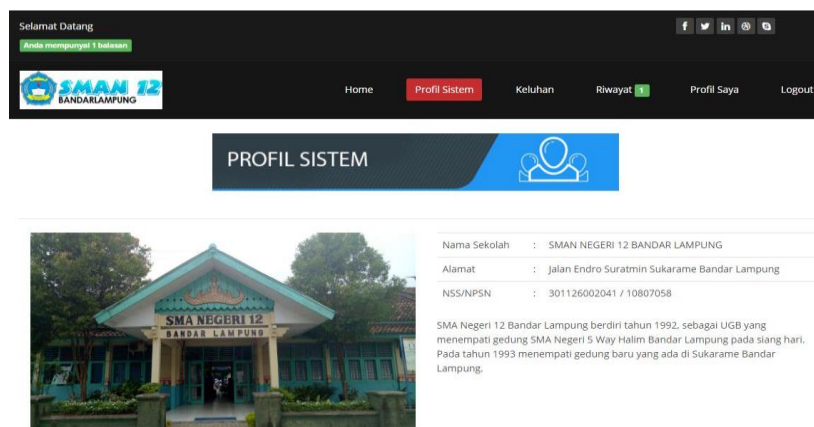 Selamat Datang
Anda mempunyai 1 balasan
SMAN 12
BANDARLAMPUNG
Home Profil Sistem Keluhan Riwayat 1 Profil Saya Logout
PROFIL SISTEM
SMA NEGERI 12
BANDAR LAMPUNG
Nama Sekolah : SMAN NEGERI 12 BANDAR LAMPUNG
Alamat : Jalan Endro Suratmin Sukarame Bandar Lampung
NSS/NPSN : 301126002041 / 10807058
SMA Negeri 12 Bandar Lampung berdiri tahun 1992, sebagai UGB yang
menempati gedung SMA Negeri 5 Way Halim Bandar Lampung pada siang hari.
Pada tahun 1993 menempati gedung baru yang ada di Sukarame Bandar
Lampung.